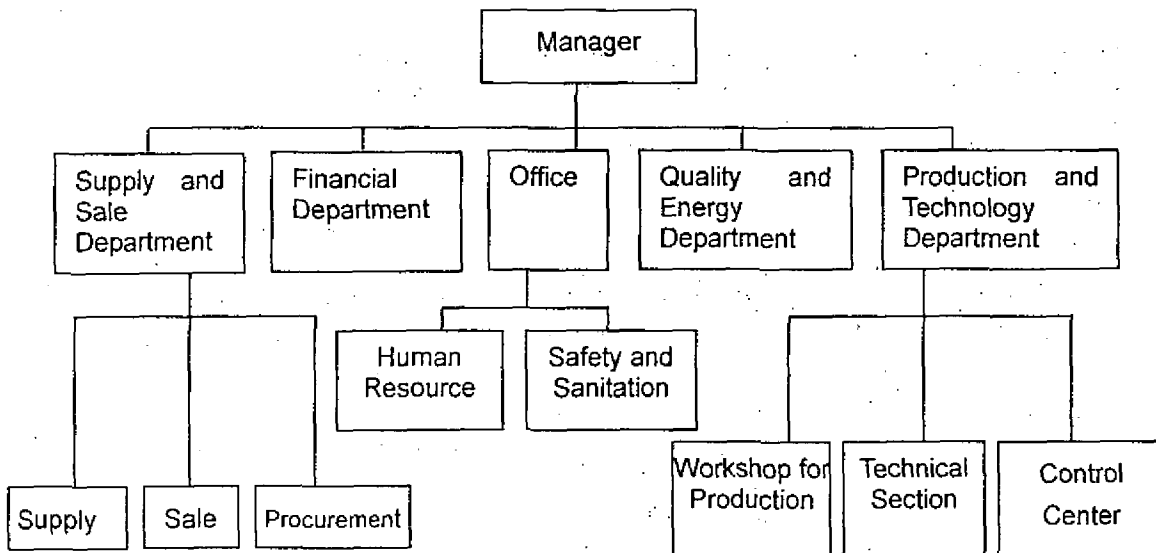 Manager
Supply and
Sale
Department
Financial
Department
Office
Quality and
Energy
Department
Production and
Technology
Department
Human
Resource
Safety and
Sanitation
Workshop for
Production
Technical
Section
Control
Center
Supply
Sale
Procurement